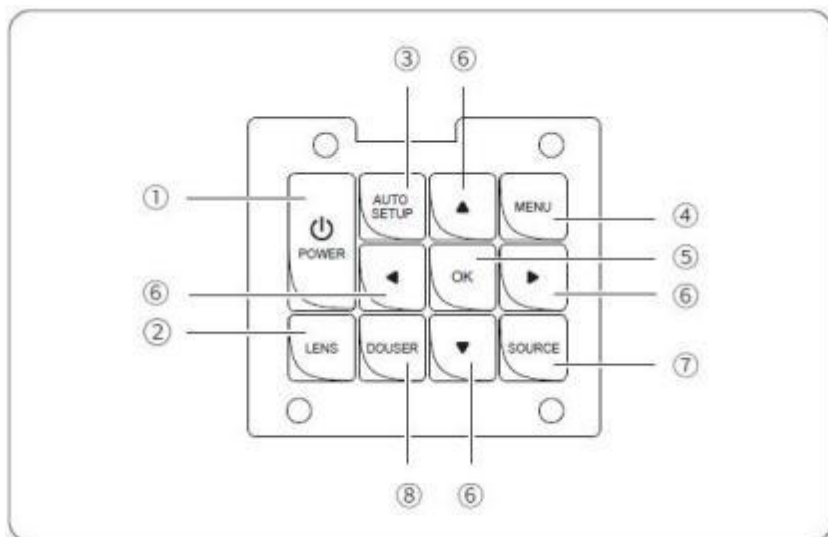 ③ ⑥
① AUTO SETUP ▲ MENU ④
⏻ POWER
⑥ ◀ OK ▶ ⑤
⑥
② LENS DOUSER ▼ SOURCE ⑦
⑧ ⑥